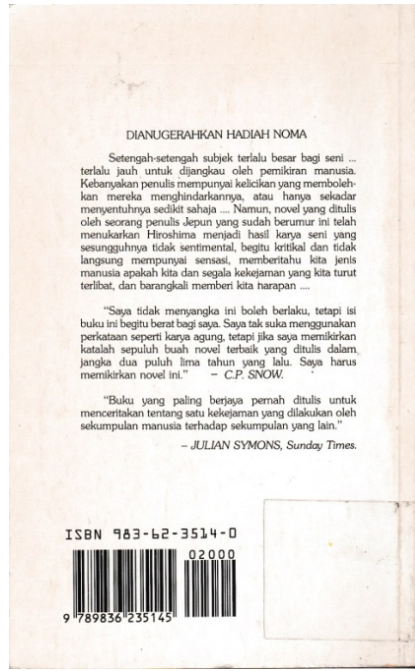 DIANUGERAHKAN HADIAH NOMA
Setengah-setengah subjek terlalu besar bagi seni ...
terlalu jauh untuk dijangkau oleh pemikiran manusia.
Kebanyakan penulis mempunyai kelicikan yang memboleh-
kan mereka menghindarkannya, atau hanya sekadar
menyentuhnya sedikit sahaja .... Namun, novel yang ditulis
oleh seorang penulis Jepun yang sudah berumur ini telah
menukarkan Hiroshima menjadi hasil karya seni yang
sesungguhnya tidak sentimental, begitu kritikal dan tidak
langsung mempunyai sensasi, memberitahu kita jenis
manusia apakah kita dan segala kekejaman yang kita turut
terlibat, dan barangkali memberi kita harapan ....
“Saya tidak menyangka ini boleh berlaku, tetapi isi
buku ini begitu berat bagi saya. Saya tak suka menggunakan
perkataan seperti karya agung, tetapi jika saya memikirkan
katalah sepuluh buah novel terbaik yang ditulis dalam
jangka dua puluh lima tahun yang lalu. Saya harus
memikirkan novel ini.” – C.P. SNOW.
“Buku yang paling berjaya pernah ditulis untuk
menceritakan tentang satu kekejaman yang dilakukan oleh
sekumpulan manusia terhadap sekumpulan yang lain.”
– JULIAN SYMONS, Sunday Times.
ISBN 983-62-3514-0
02000
9 789836 235145